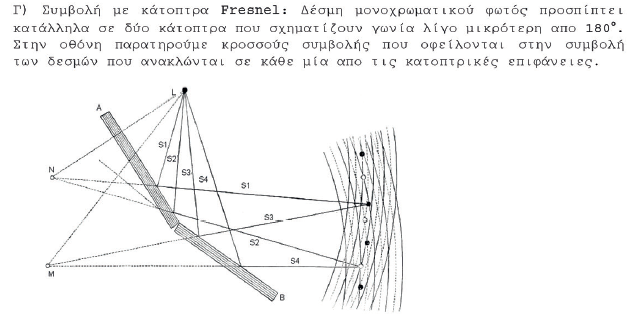 Γ) Συμβολή με κάτοπτρα Fresnel: Δέσμη μονοχρωματικού φωτός προσπίπτει
κατάλληλα σε δύο κάτοπτρα που σχηματίζουν γωνία λίγο μικρότερη απο 180°.
Στην οθόνη παρατηρούμε κροσσούς συμβολής που οφείλονται στην συμβολή
των δεσμών που ανακλώνται σε κάθε μία απο τις κατοπτρικές επιφάνειες.
L
A
S1
S2
S3
S4
N
S1
S3
S2
M
S4
B